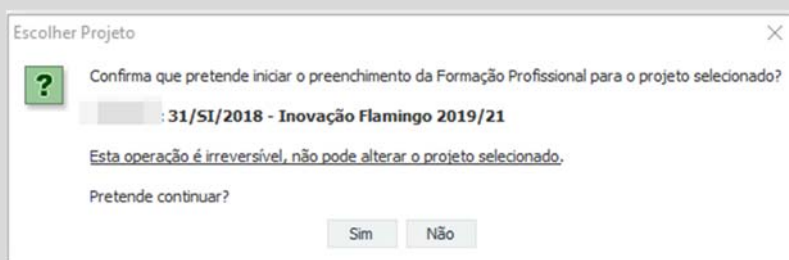 Escolher Projeto
Confirma que pretende iniciar o preenchimento da Formação Profissional para o projeto selecionado?
: 31/SI/2018 - Inovação Flamingo 2019/21
Esta operação é irreversível, não pode alterar o projeto selecionado.
Pretende continuar?
Sim Não